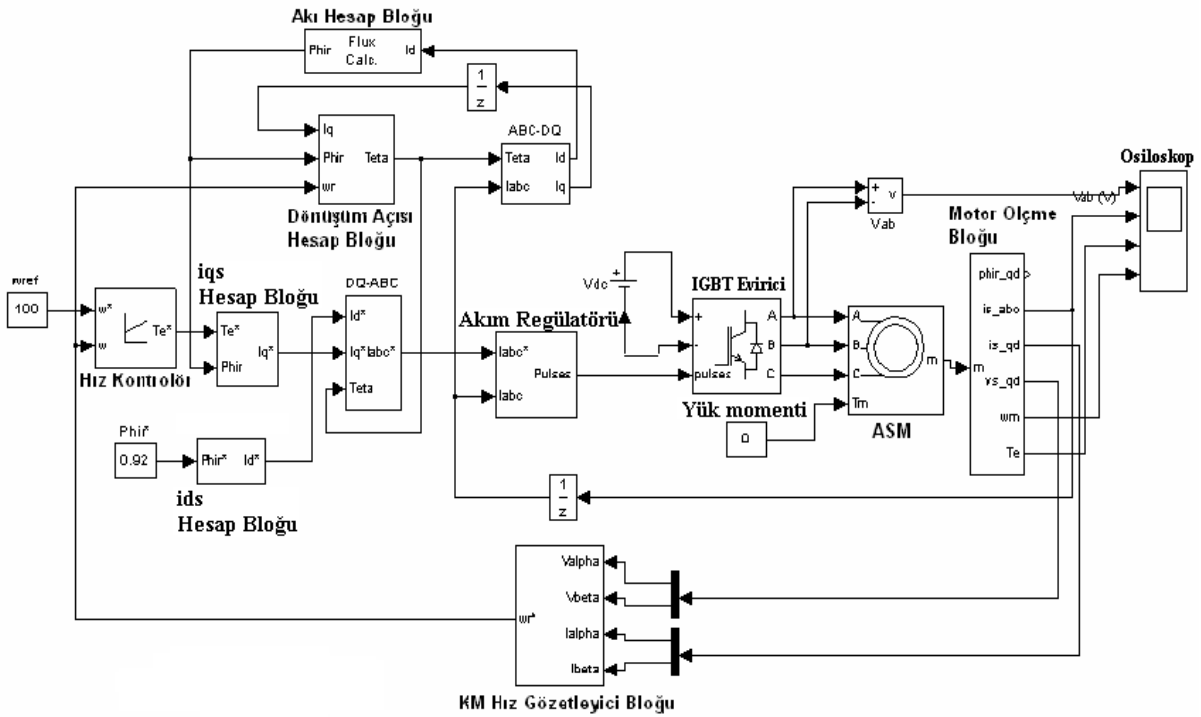 Akı Hesap Bloğu
Phir
Flux
Calc.
Id
1
z
Iq
Phir
wr
Teta
Dönüşüm Açısı
Hesap Bloğu
ABC-DQ
Teta
Iabc
Id
Iq
Osiloskop
+
-
v
Vab
Vab (V)
Motor Ölçme
Bloğu
phir_qd
is_abc
is_qd
vs_qd
wm
Te
m
wref
100
w*
w
Te*
Hız Kontrolör
iqs
Hesap Bloğu
Te*
Phir
Iq*
DQ-ABC
Id*
Iq*
Iabc*
Teta
Akım Regülatörü
Iabc*
Iabc
Pulses
Vdc
+
IGBT Evirici
+
-
pulses
A
B
C
A
B
C
Tm
m
ASM
Yük momenti
0
Phir*
0.92
Phir*
Id*
ids
Hesap Bloğu
1
z
Valpha
Vbeta
Ialpha
Ibeta
wr*
KM Hız Gözetleyici Bloğu